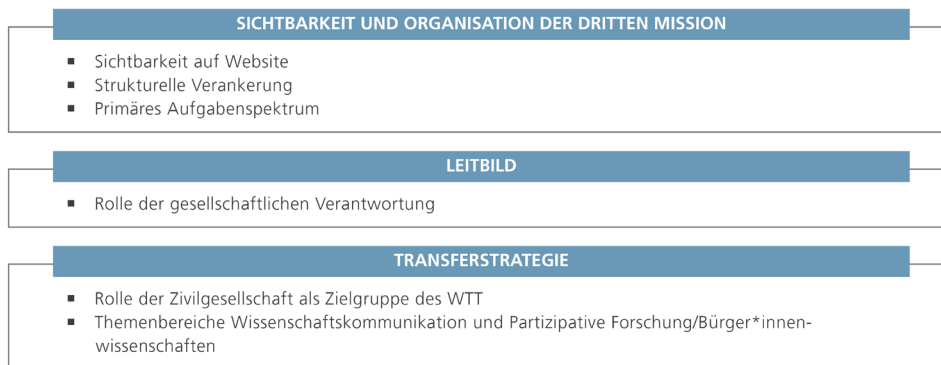 SICHTBARKEIT UND ORGANISATION DER DRITTEN MISSION
▪ Sichtbarkeit auf Website
▪ Strukturelle Verankerung
▪ Primäres Aufgabenspektrum
LEITBILD
▪ Rolle der gesellschaftlichen Verantwortung
TRANSFERSTRATEGIE
▪ Rolle der Zivilgesellschaft als Zielgruppe des WTT
▪ Themenbereiche Wissenschaftskommunikation und Partizipative Forschung/Bürger*innen-
wissenschaften